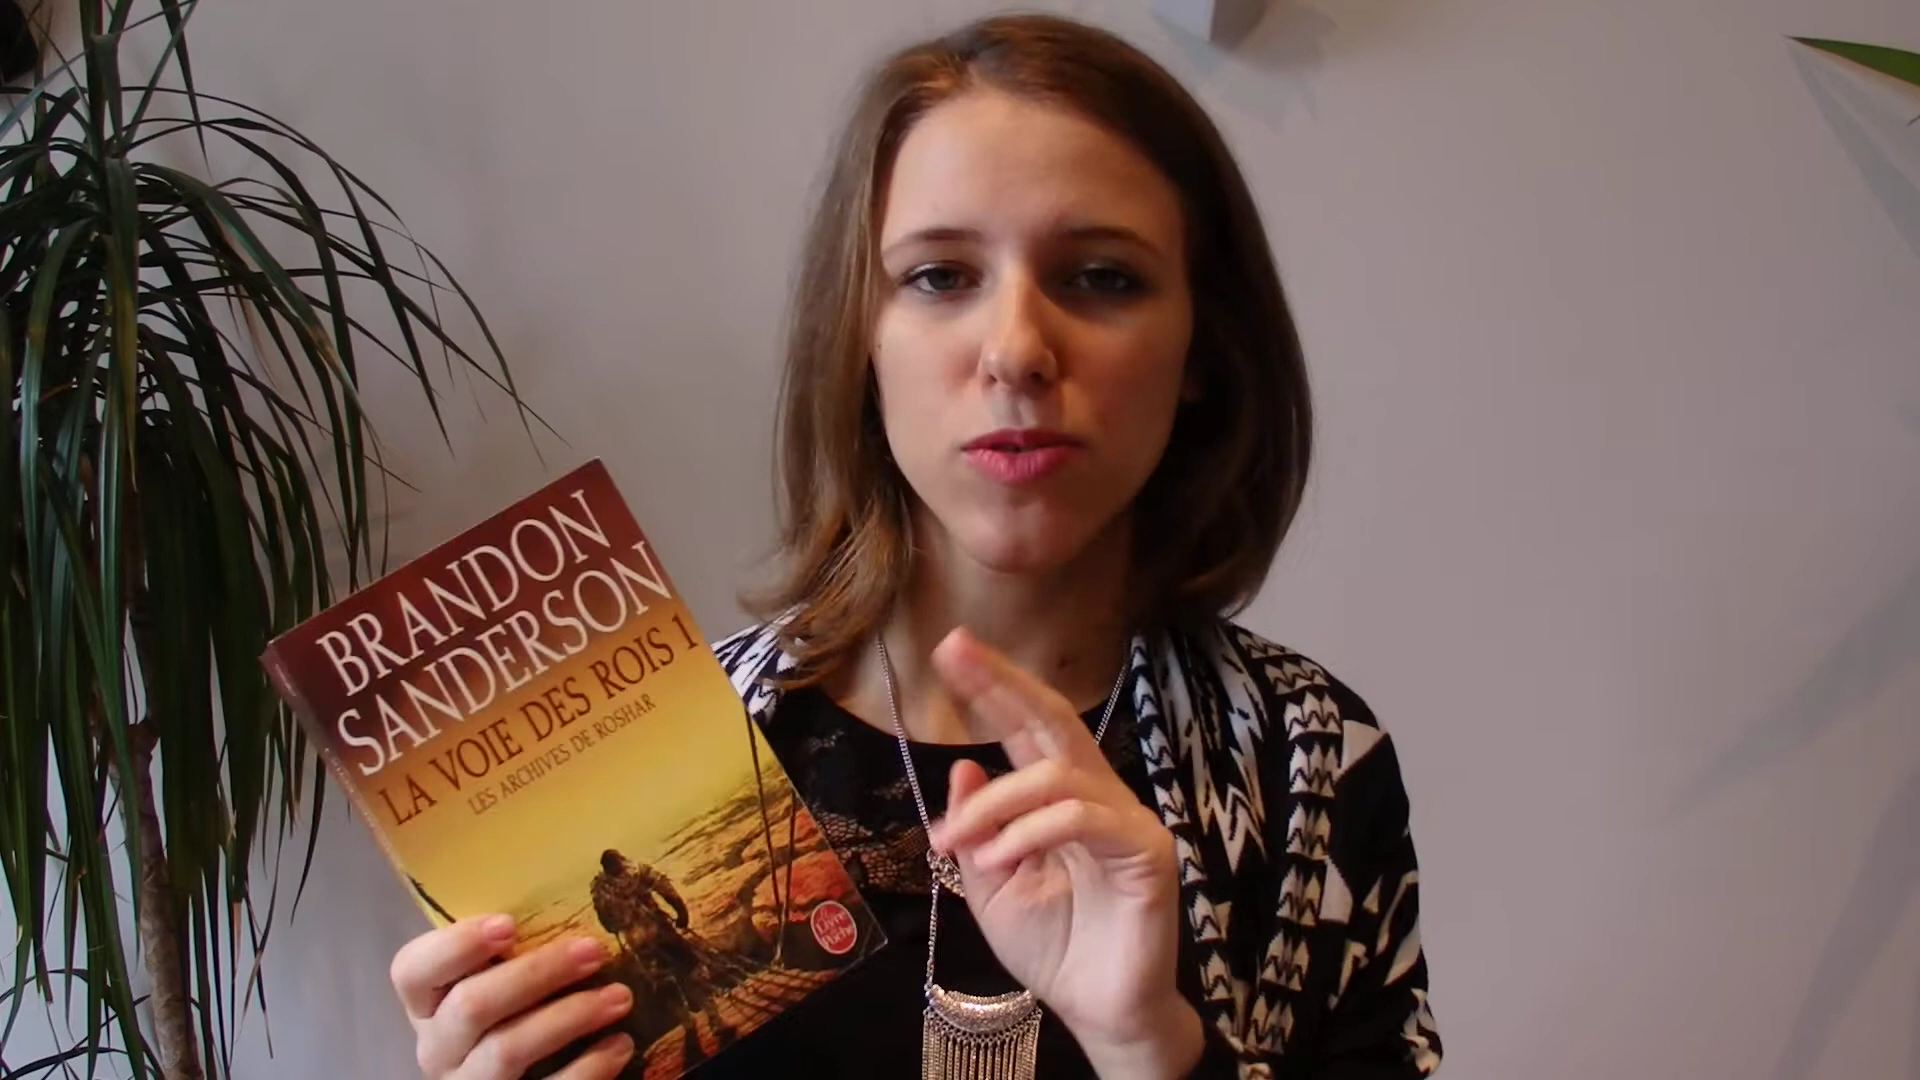 BRANDON
SANDERSON
LA VOIE DES ROIS 1
LES ARCHIVES DE ROSHAR
Le
Livre
de
Poche